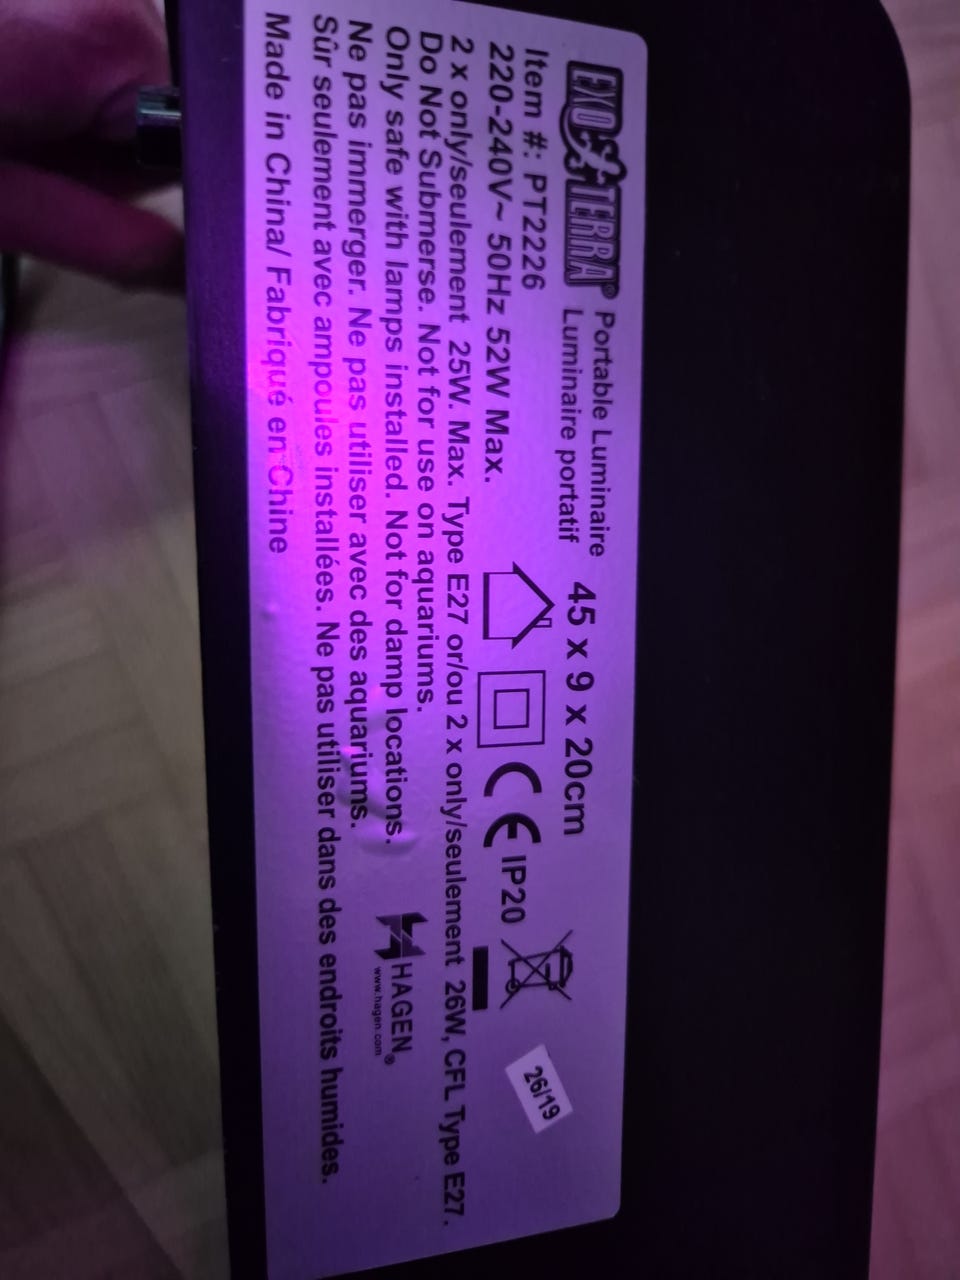 EXO TERRA® Portable Luminaire 45 x 9 x 20cm
Luminaire portatif
Item #: PT2226
220-240V~ 50Hz 52W Max.
CE IP20
26/19
2 x only/seulement 25W. Max. Type E27 or/ou 2 x only/seulement 26W, CFL Type E27.
Do Not Submerse. Not for use on aquariums.
Only safe with lamps installed. Not for damp locations.
Ne pas immerger. Ne pas utiliser avec des aquariums.
Sûr seulement avec ampoules installées. Ne pas utiliser dans des endroits humides.
Made in China/ Fabriqué en Chine
HAGEN®
www.hagen.com